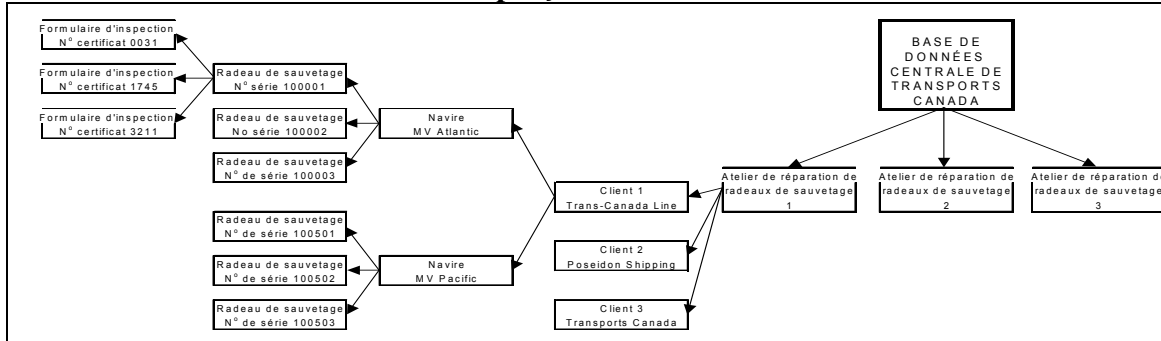 Formulaire d'inspection
N° certificat 0031
Formulaire d'inspection
N° certificat 1745
Formulaire d'inspection
N° certificat 3211
Radeau de sauvetage
N° série 100001
Radeau de sauvetage
No série 100002
Radeau de sauvetage
N° de série 100003
Radeau de sauvetage
N° de série 100501
Radeau de sauvetage
N° de série 100502
Radeau de sauvetage
N° de série 100503
Navire
MV Atlantic
Navire
MV Pacific
Client 1
Trans-Canada Line
Client 2
Poseidon Shipping
Client 3
Transports Canada
BASE DE
DONNÉES
CENTRALE DE
TRANSPORTS
CANADA
Atelier de réparation de
radeaux de sauvetage
1
Atelier de réparation de
radeaux de sauvetage
2
Atelier de réparation de
radeaux de sauvetage
3